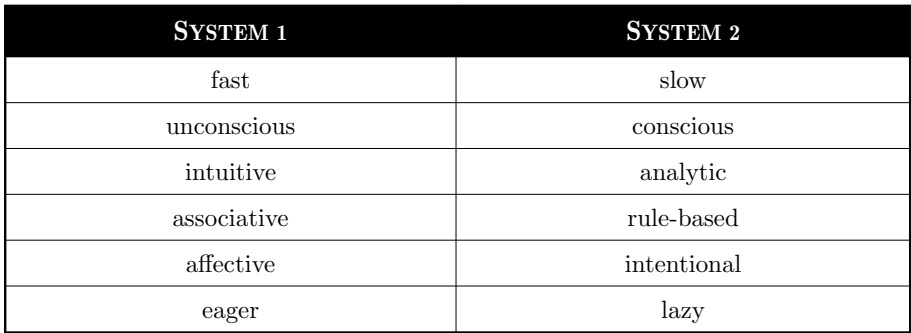 SYSTEM 1 SYSTEM 2
fast slow
unconscious conscious
intuitive analytic
associative rule-based
affective intentional
eager lazy